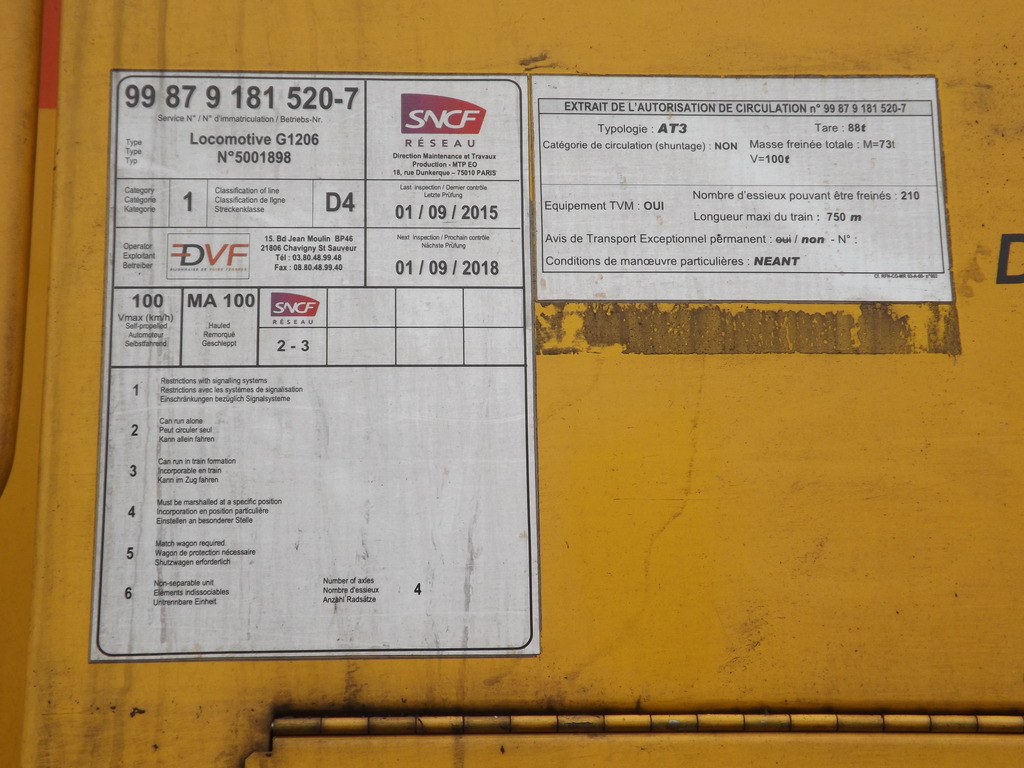 99 87 9 181 520-7
Service N° / N° d'immatriculation / Betriebs-Nr.
Type
Type
Typ
Locomotive G1206
N°5001898
SNCF
RÉSEAU
Direction Maintenance et Travaux
Production - MTP EO
18, rue Dunkerque – 75010 PARIS
Category
Catégorie
Kategorie
1
Classification of line
Classification de ligne
Streckenklasse
D4
Last inspection / Dernier contrôle
Letzte Prüfung
01 / 09 / 2015
Operator
Exploitant
Betreiber
DVF
15. Bd Jean Moulin BP46
21806 Chavigny St Sauveur
Tél : 03.80.48.99.48
Fax : 08.80.48.99.40
Next inspection / Prochain contrôle
Nächste Prüfung
01 / 09 / 2018
100
Vmax (km/h)
Self-propelled
Automoteur
Selbstfahrend
MA 100
Hauled
Remorqué
Geschleppt
SNCF
RÉSEAU
2 - 3
1
Restrictions with signalling systems
Restrictions avec les systèmes de signalisation
Einschränkungen bezüglich Signalsysteme
2
Can run alone
Peut circuler seul
Kann allein fahren
3
Can run in train formation
Incorporable en train
Kann im Zug fahren
4
Must be marshalled at a specific position
Incorporation en position particulière
Einstellen an besonderer Stelle
5
Match wagon required
Wagon de protection nécessaire
Shutzwagen erforderlich
6
Non-separable unit
Eléments indissociables
Untrennbare Einheit
Number of axles
Nombre d'essieux
Anzahl Radsätze
4
EXTRAIT DE L'AUTORISATION DE CIRCULATION n° 99 87 9 181 520-7
Typologie : AT3
Tare : 88t
Catégorie de circulation (shuntage) : NON
Masse freinée totale : M=73t
V=100t
Equipement TVM : OUI
Nombre d'essieux pouvant être freinés : 210
Longueur maxi du train : 750 m
Avis de Transport Exceptionnel permanent : oui / non - N° :
Conditions de manœuvre particulières : NEANT
D